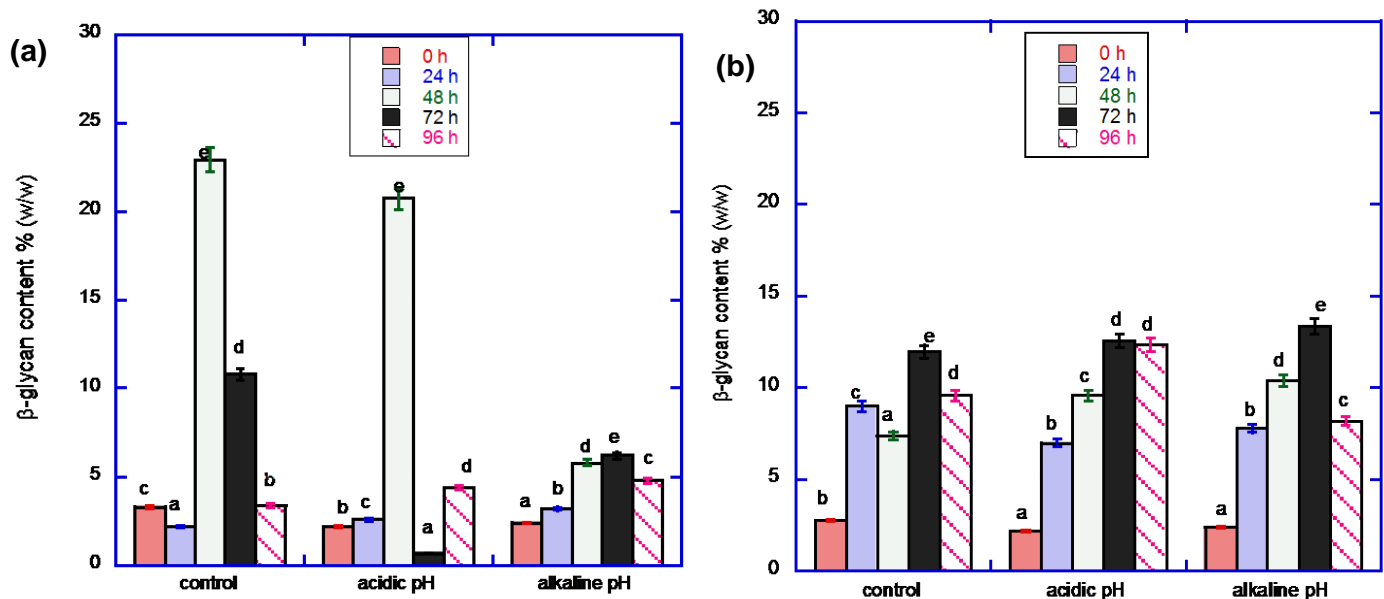 (a)
β-glycan content % (w/w)
30
25
20
15
10
5
0
0 h
24 h
48 h
72 h
96 h
c
a
e
d
b
b
c
e
a
d
a
c
d
e
c
control
acidic pH
alkaline pH
(b)
β-glycan content % (w/w)
30
25
20
15
10
5
0
0 h
24 h
48 h
72 h
96 h
b
c
a
e
d
a
b
c
d
d
a
b
d
e
c
control
acidic pH
alkaline pH